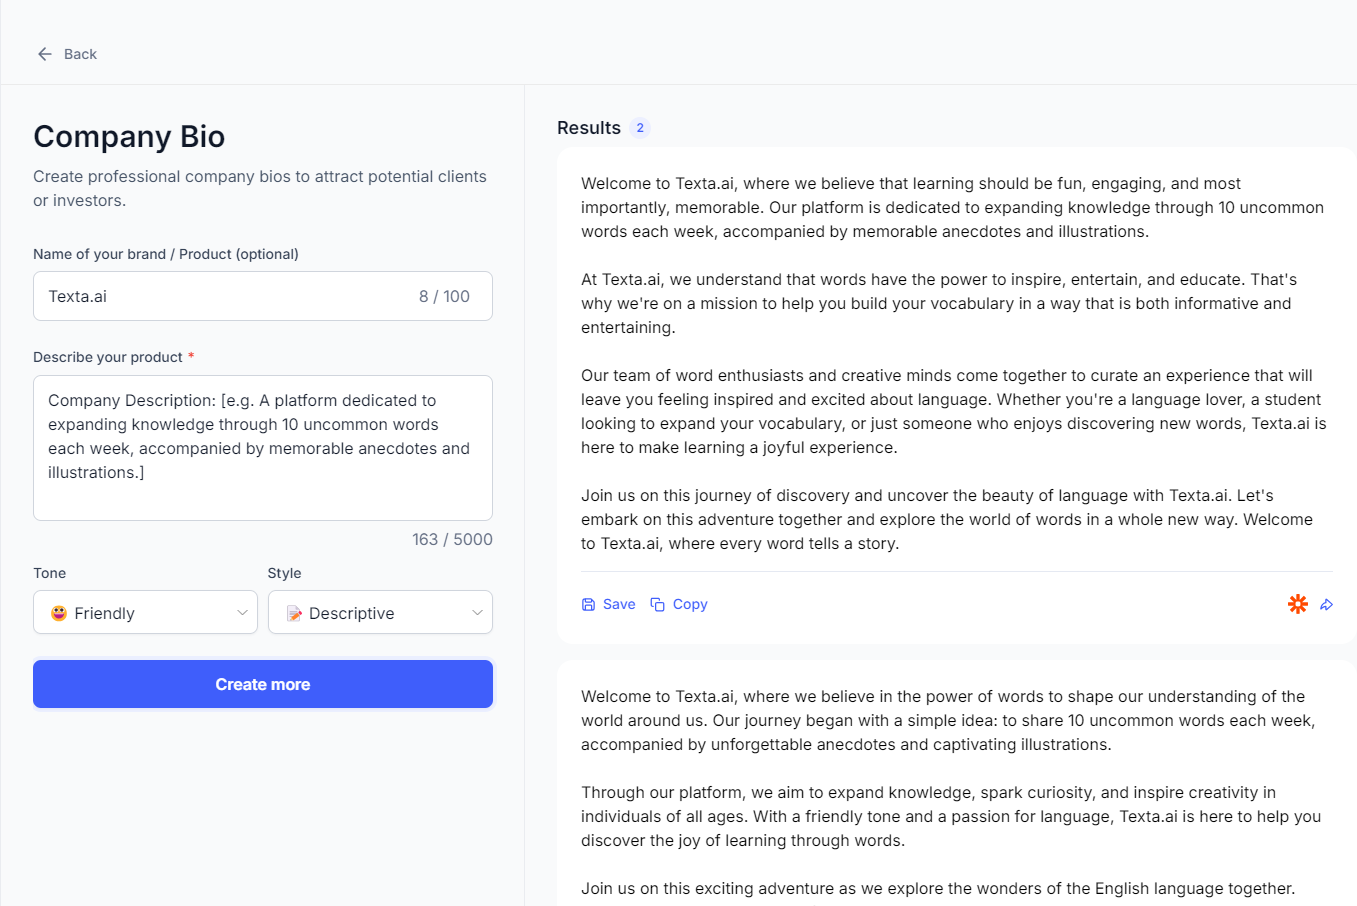 Back
Company Bio
Create professional company bios to attract potential clients
or investors.
Name of your brand / Product (optional)
Texta.ai 8 / 100
Describe your product *
Company Description: [e.g. A platform dedicated to
expanding knowledge through 10 uncommon words
each week, accompanied by memorable anecdotes and
illustrations.]
163 / 5000
Tone Style
Friendly Descriptive
Create more
Results 2
Welcome to Texta.ai, where we believe that learning should be fun, engaging, and most
importantly, memorable. Our platform is dedicated to expanding knowledge through 10 uncommon
words each week, accompanied by memorable anecdotes and illustrations.
At Texta.ai, we understand that words have the power to inspire, entertain, and educate. That's
why we're on a mission to help you build your vocabulary in a way that is both informative and
entertaining.
Our team of word enthusiasts and creative minds come together to curate an experience that will
leave you feeling inspired and excited about language. Whether you're a language lover, a student
looking to expand your vocabulary, or just someone who enjoys discovering new words, Texta.ai is
here to make learning a joyful experience.
Join us on this journey of discovery and uncover the beauty of language with Texta.ai. Let's
embark on this adventure together and explore the world of words in a whole new way. Welcome
to Texta.ai, where every word tells a story.
Save Copy
Welcome to Texta.ai, where we believe in the power of words to shape our understanding of the
world around us. Our journey began with a simple idea: to share 10 uncommon words each week,
accompanied by unforgettable anecdotes and captivating illustrations.
Through our platform, we aim to expand knowledge, spark curiosity, and inspire creativity in
individuals of all ages. With a friendly tone and a passion for language, Texta.ai is here to help you
discover the joy of learning through words.
Join us on this exciting adventure as we explore the wonders of the English language together.